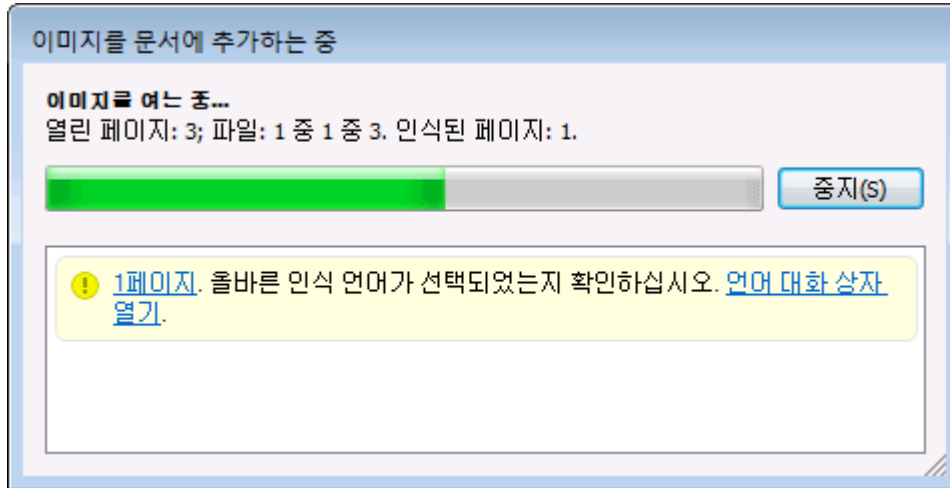 이미지를 문서에 추가하는 중
이미지를 여는 중...
열린 페이지: 3; 파일: 1 중 1 중 3. 인식된 페이지: 1.
중지(S)
1페이지. 올바른 인식 언어가 선택되었는지 확인하십시오. 언어 대화 상자
열기.